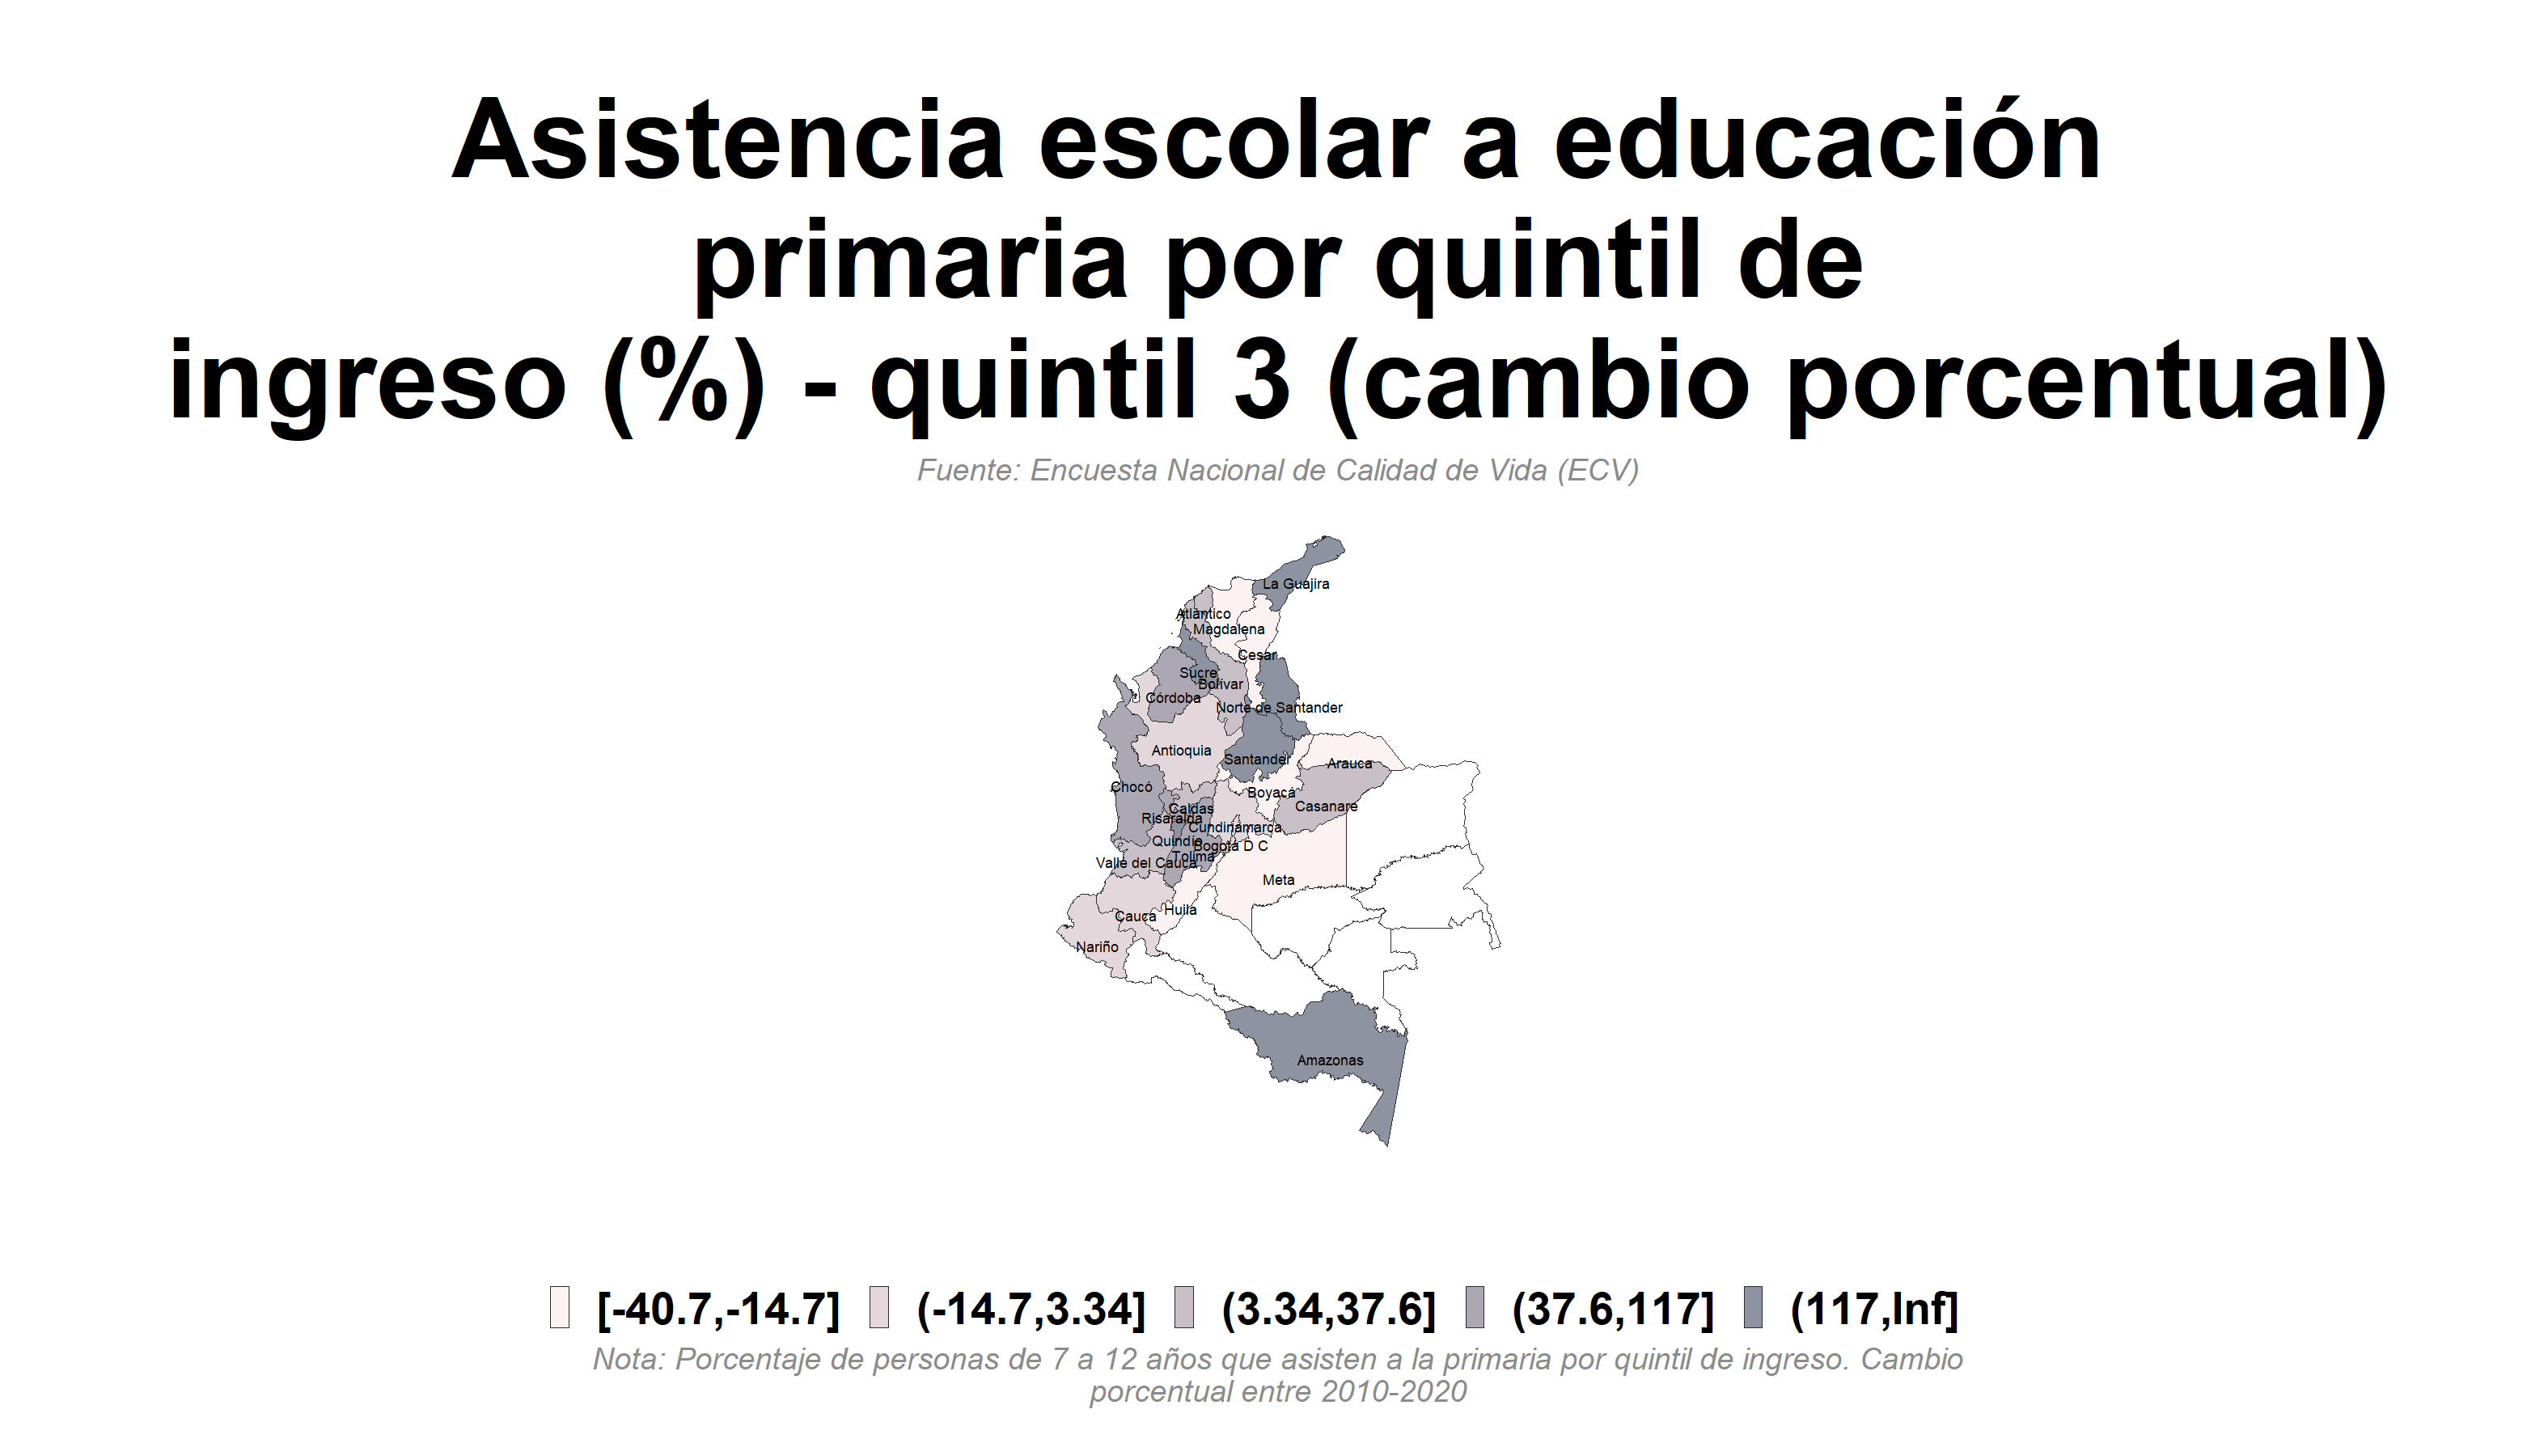 Asistencia escolar a educación
primaria por quintil de
ingreso (%) - quintil 3 (cambio porcentual)
Fuente: Encuesta Nacional de Calidad de Vida (ECV)
La Guajira
Atlántico
Magdalena
Cesar
Sucre
Bolívar
Córdoba
Norte de Santander
Antioquia
Santander
Arauca
Chocó
Boyacá
Casanare
Caldas
Risaralda
Cundinamarca
Quindío
Bogotá D C
Tolima
Valle del Cauca
Meta
Huila
Cauca
Nariño
Amazonas
[-40.7,-14.7] (-14.7,3.34] (3.34,37.6] (37.6,117] (117,Inf]
Nota: Porcentaje de personas de 7 a 12 años que asisten a la primaria por quintil de ingreso. Cambio
porcentual entre 2010-2020